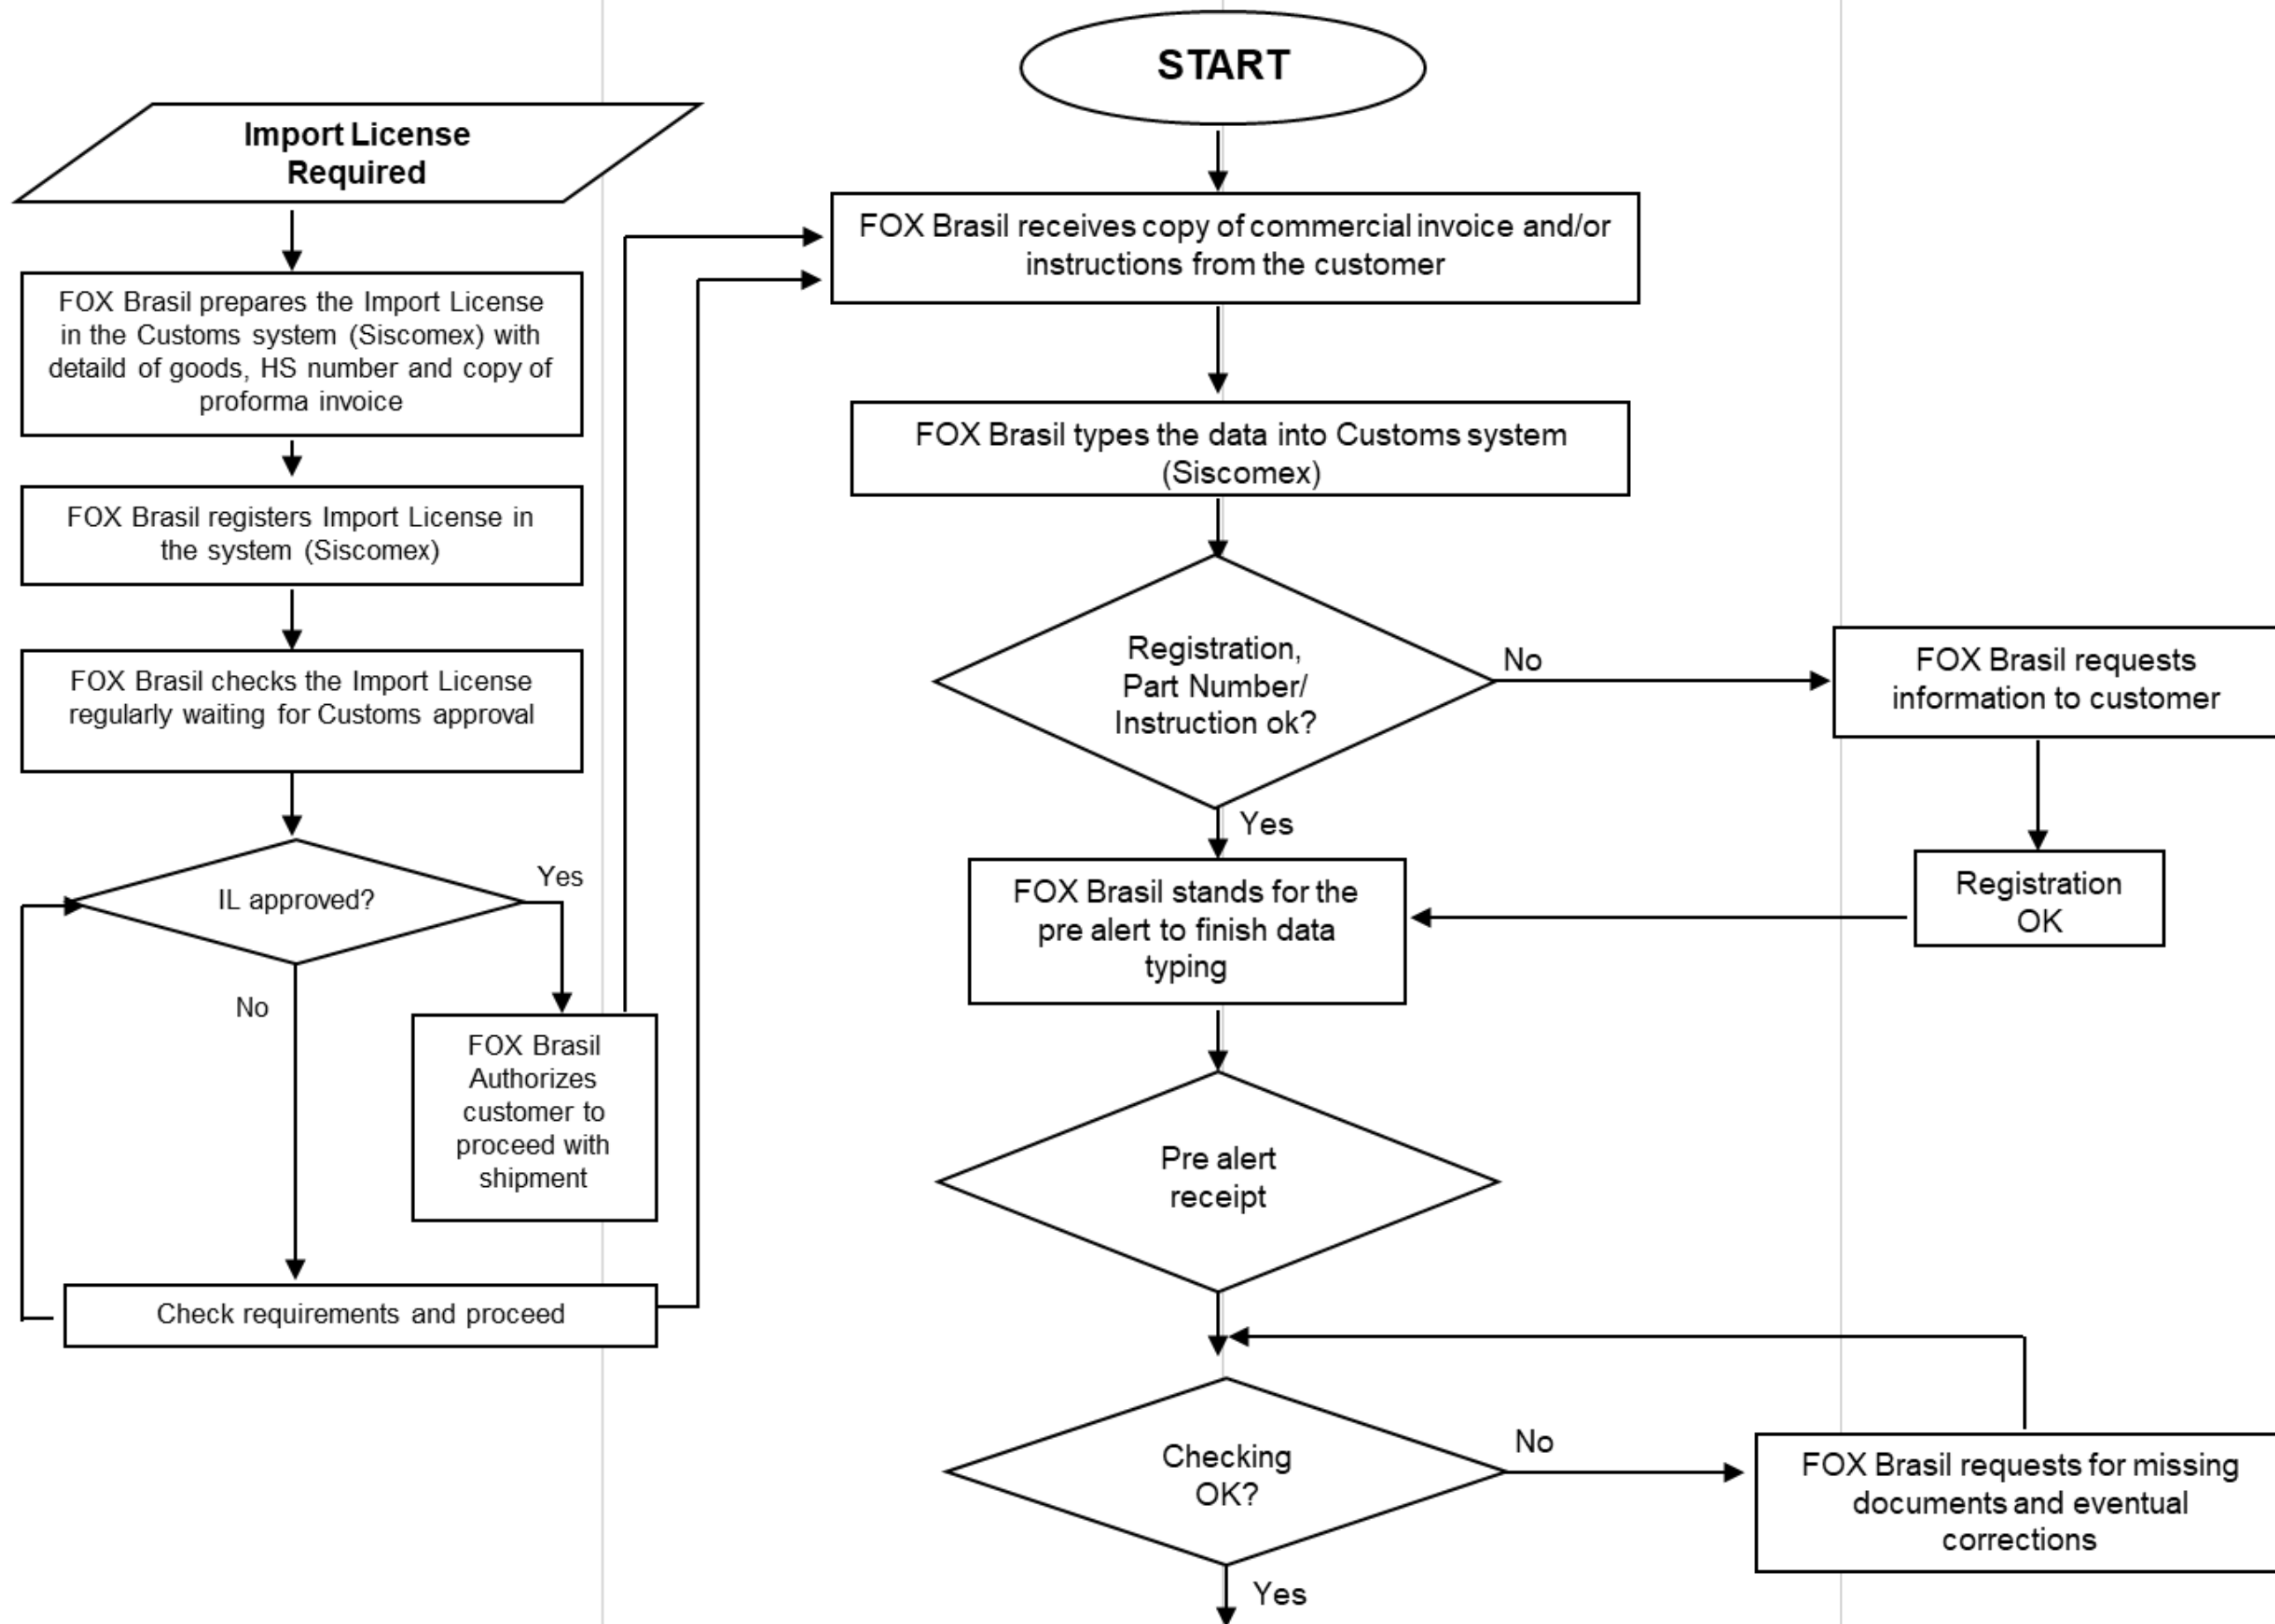 START
Import License
Required
FOX Brasil receives copy of commercial invoice and/or
instructions from the customer
FOX Brasil prepares the Import License
in the Customs system (Siscomex) with
detaild of goods, HS number and copy of
proforma invoice
FOX Brasil types the data into Customs system
(Siscomex)
FOX Brasil registers Import License in
the system (Siscomex)
FOX Brasil checks the Import License
regularly waiting for Customs approval
Registration,
Part Number/
Instruction ok?
No
FOX Brasil requests
information to customer
Yes
IL approved?
Yes
No
FOX Brasil stands for the
pre alert to finish data
typing
Registration
OK
FOX Brasil
Authorizes
customer to
proceed with
shipment
Pre alert
receipt
Check requirements and proceed
Checking
OK?
No
FOX Brasil requests for missing
documents and eventual
corrections
Yes